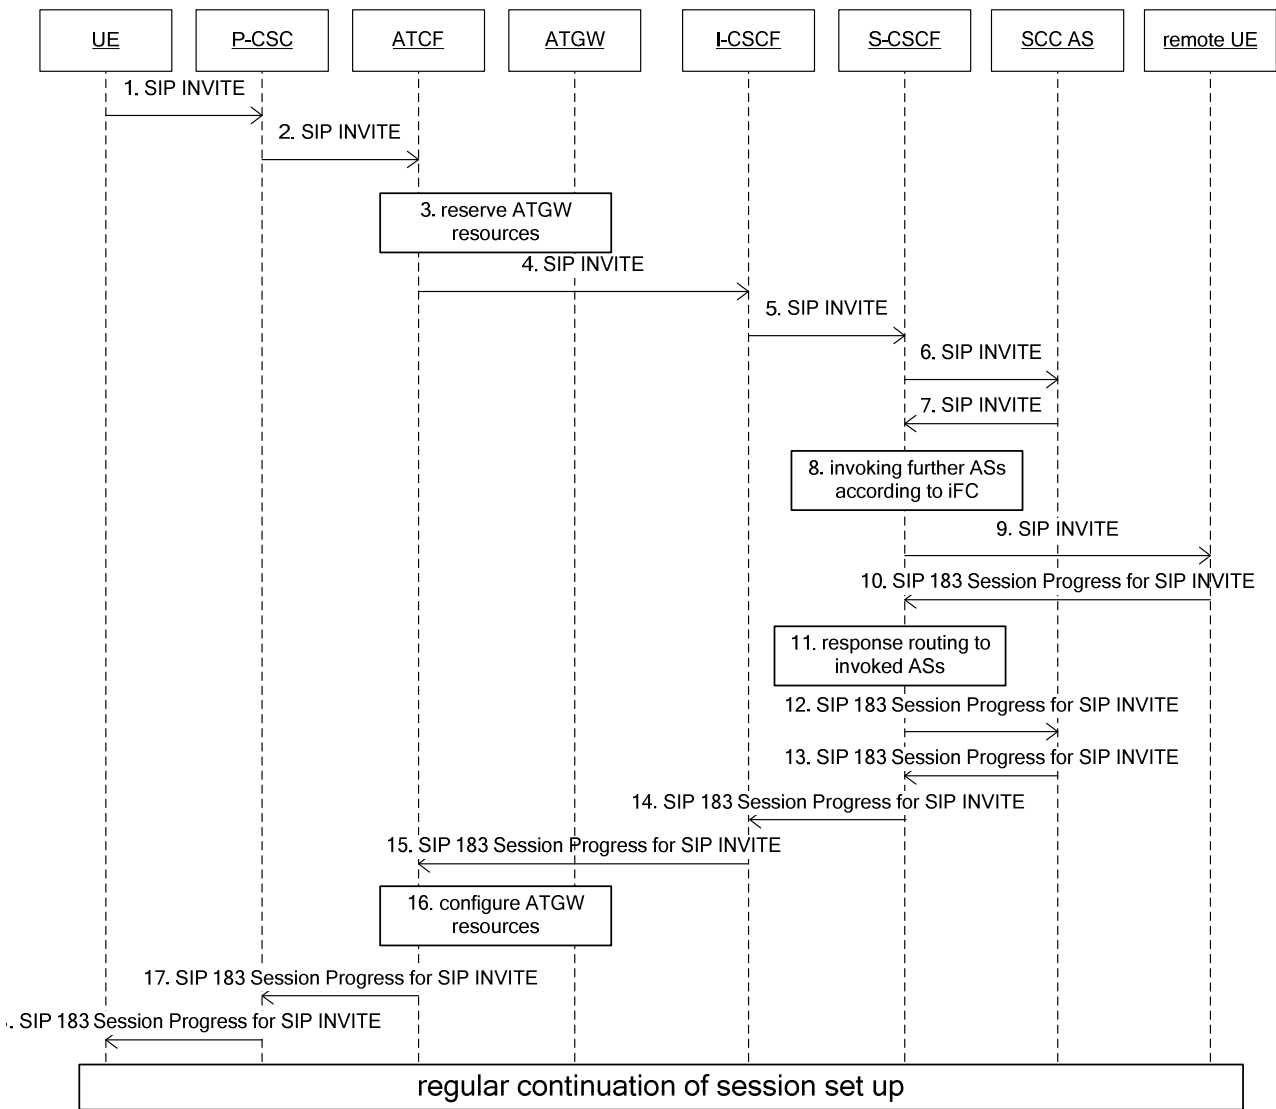 UE
P-CSC
ATCF
ATGW
I-CSCF
S-CSCF
SCC AS
remote UE
1. SIP INVITE
2. SIP INVITE
3. reserve ATGW
resources
4. SIP INVITE
5. SIP INVITE
6. SIP INVITE
7. SIP INVITE
8. invoking further ASs
according to iFC
9. SIP INVITE
10. SIP 183 Session Progress for SIP INVITE
11. response routing to
invoked ASs
12. SIP 183 Session Progress for SIP INVITE
13. SIP 183 Session Progress for SIP INVITE
14. SIP 183 Session Progress for SIP INVITE
15. SIP 183 Session Progress for SIP INVITE
16. configure ATGW
resources
17. SIP 183 Session Progress for SIP INVITE
. SIP 183 Session Progress for SIP INVITE
regular continuation of session set up